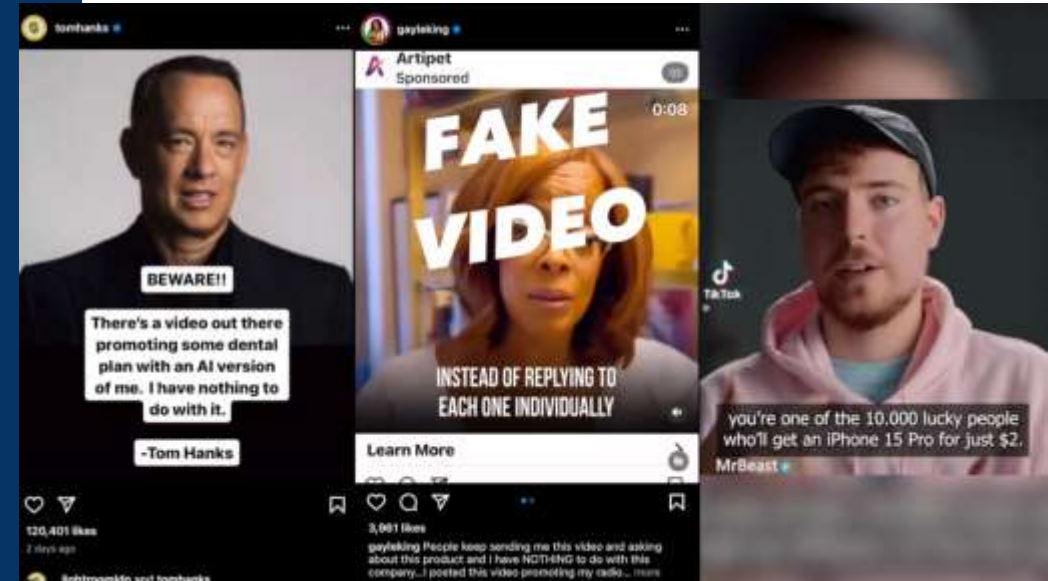 tomhanks
BEWARE!!
There's a video out there
promoting some dental
plan with an AI version
of me. I have nothing to
do with it.
-Tom Hanks
120,401 likes
2 days ago
lightroomldn and tomhanks
gayleking
Artipet
Sponsored
0:08
FAKE
VIDEO
INSTEAD OF REPLYING TO
EACH ONE INDIVIDUALLY
Learn More
3,961 likes
gayleking People keep sending me this video and asking
about this product and I have NOTHING to do with this
company...I posted this video promoting my radio... more
TikTok
you're one of the 10.000 lucky people
who'll get an iPhone 15 Pro for just $2.
MrBeast